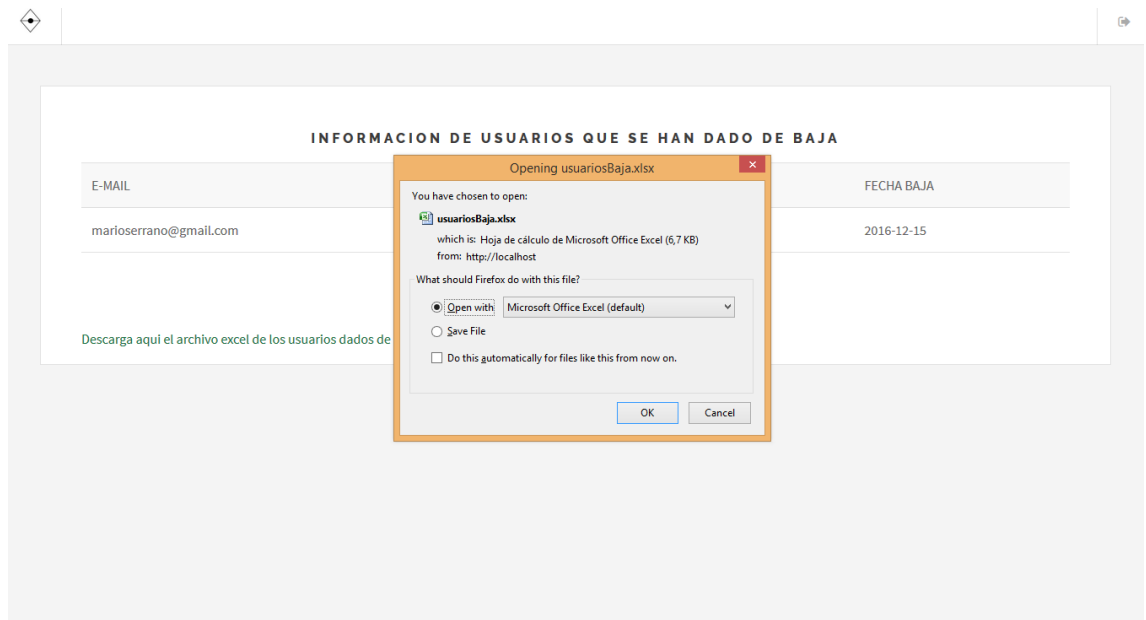 INFORMACION DE USUARIOS QUE SE HAN DADO DE BAJA
E-MAIL FECHA BAJA
marioserrano@gmail.com 2016-12-15
Descarga aqui el archivo excel de los usuarios dados de
Opening usuariosBaja.xlsx
You have chosen to open:
usuariosBaja.xlsx
which is: Hoja de cálculo de Microsoft Office Excel (6,7 KB)
from: http://localhost
What should Firefox do with this file?
Open with Microsoft Office Excel (default)
Save File
Do this automatically for files like this from now on.
OK Cancel